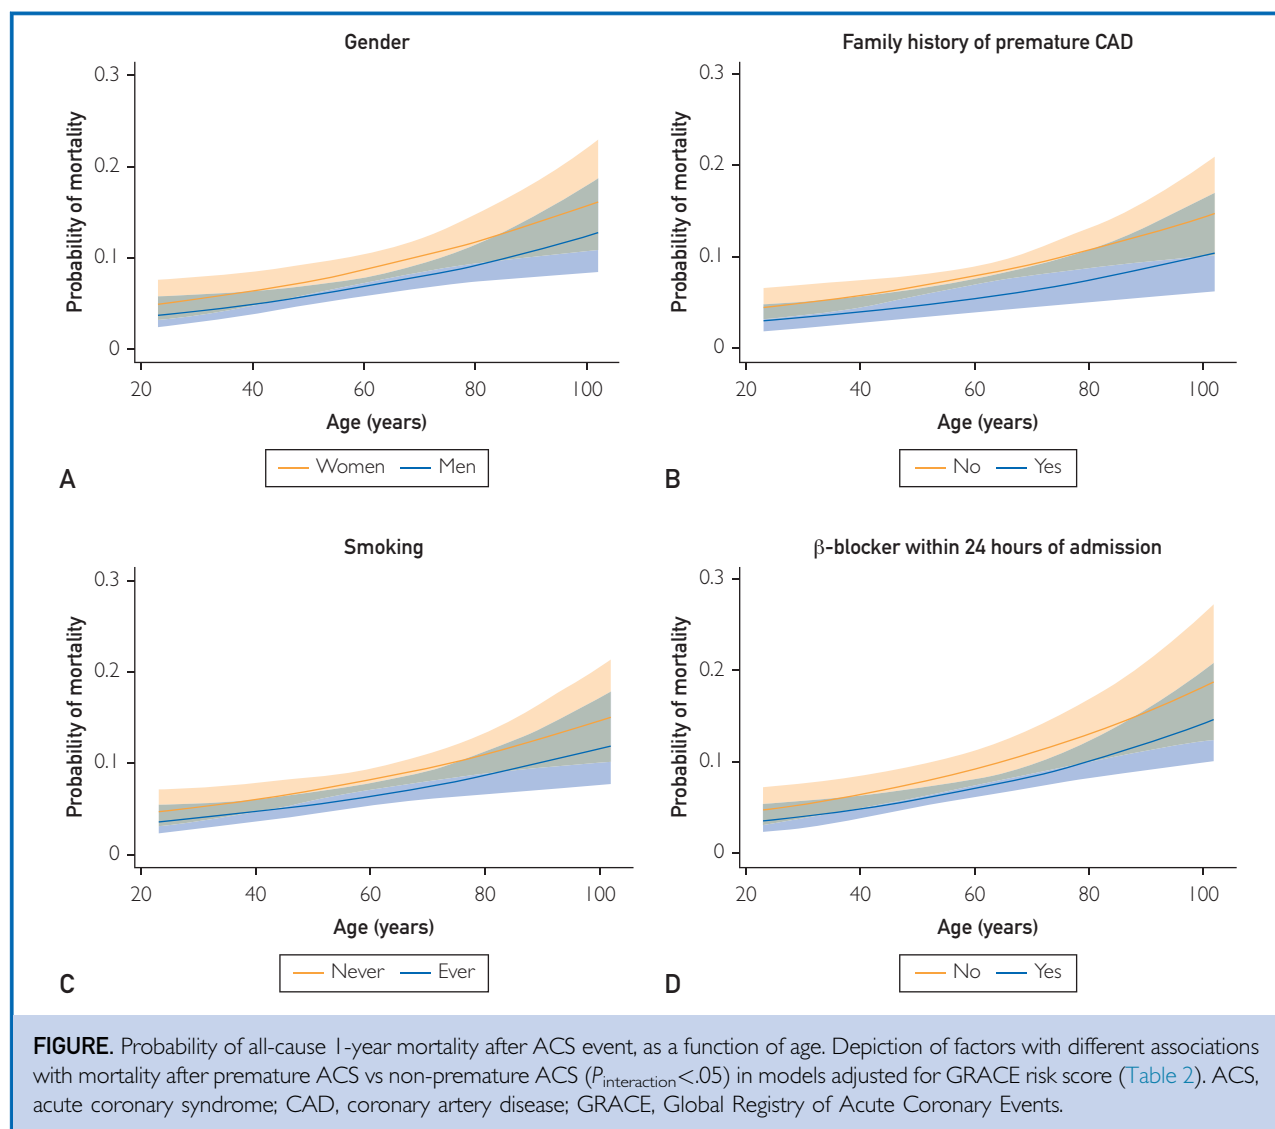 Gender
Probability of mortality
0.3
0.2
0.1
0
20 40 60 80 100
Age (years)
Women Men
A
Family history of premature CAD
Probability of mortality
0.3
0.2
0.1
0
20 40 60 80 100
Age (years)
No Yes
B
Smoking
Probability of mortality
0.3
0.2
0.1
0
20 40 60 80 100
Age (years)
Never Ever
C
β-blocker within 24 hours of admission
Probability of mortality
0.3
0.2
0.1
0
20 40 60 80 100
Age (years)
No Yes
D
FIGURE. Probability of all-cause 1-year mortality after ACS event, as a function of age. Depiction of factors with different associations
with mortality after premature ACS vs non-premature ACS (Pinteraction<.05) in models adjusted for GRACE risk score (Table 2). ACS,
acute coronary syndrome; CAD, coronary artery disease; GRACE, Global Registry of Acute Coronary Events.